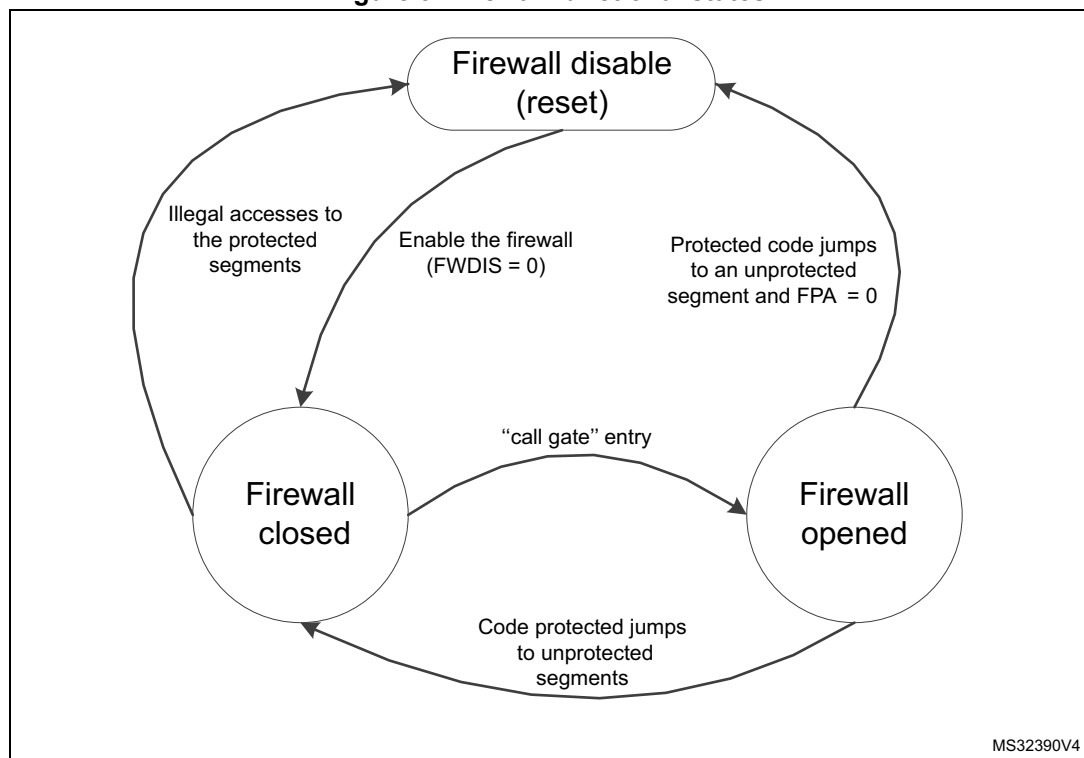 Firewall disable
(reset)
Illegal accesses to
the protected
segments
Enable the firewall
(FWDIS = 0)
Protected code jumps
to an unprotected
segment and FPA  = 0
“call gate” entry
Firewall
closed
Firewall
opened
Code protected jumps
to unprotected
segments
MS32390V4